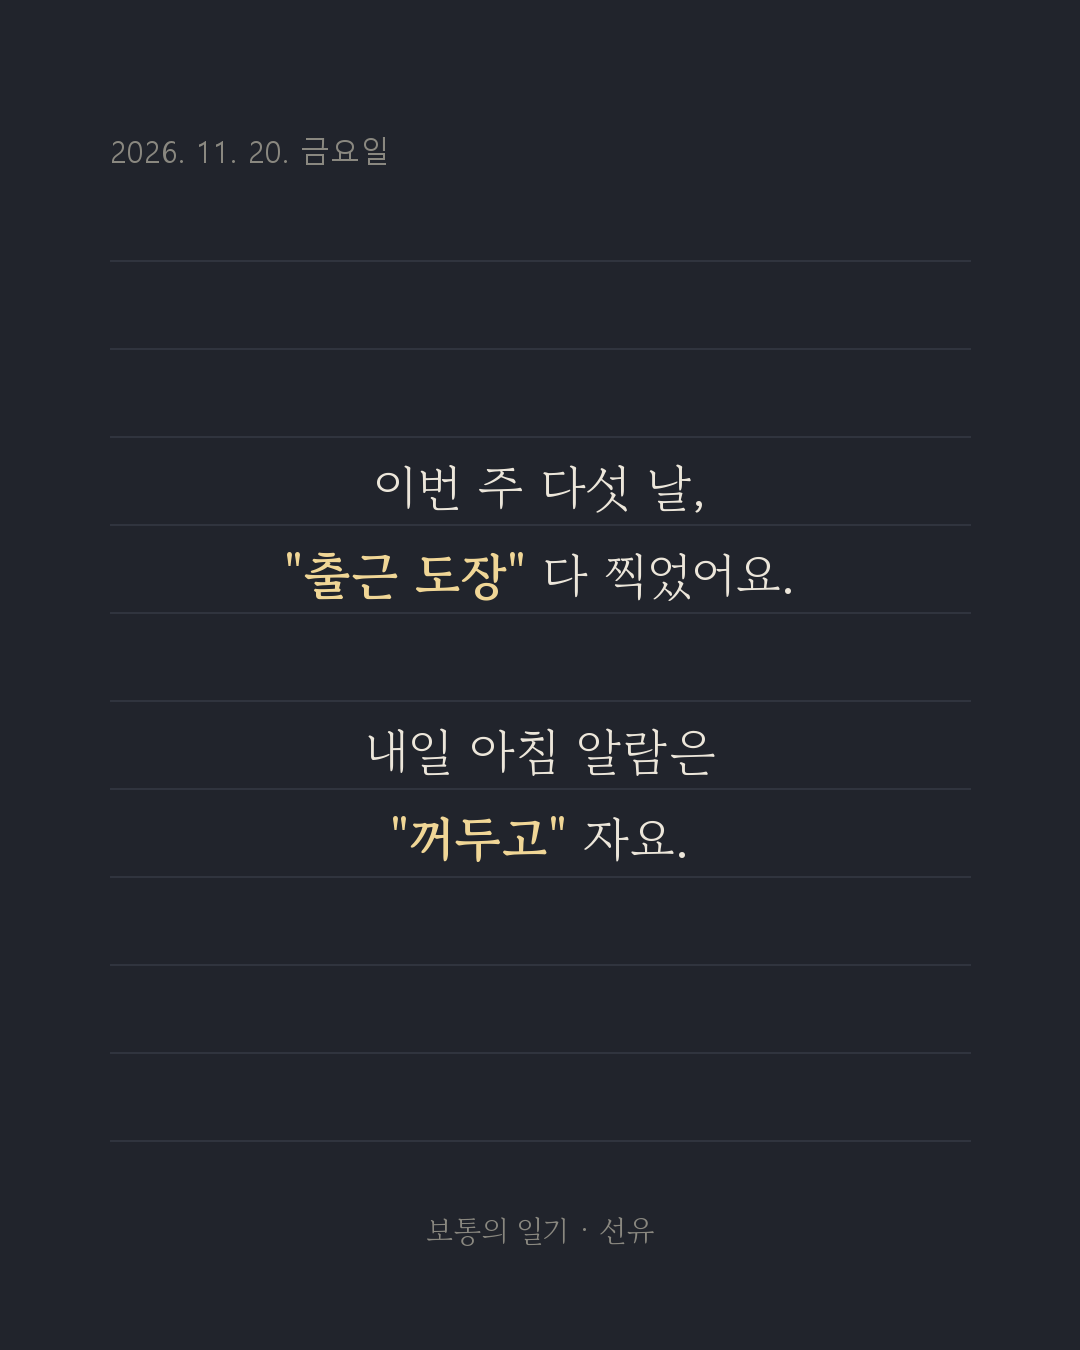 2026. 11. 20. 금요일
이번 주 다섯 날,
"출근 도장" 다 찍었어요.
내일 아침 알람은
"꺼두고" 자요.
보통의 일기 · 선유